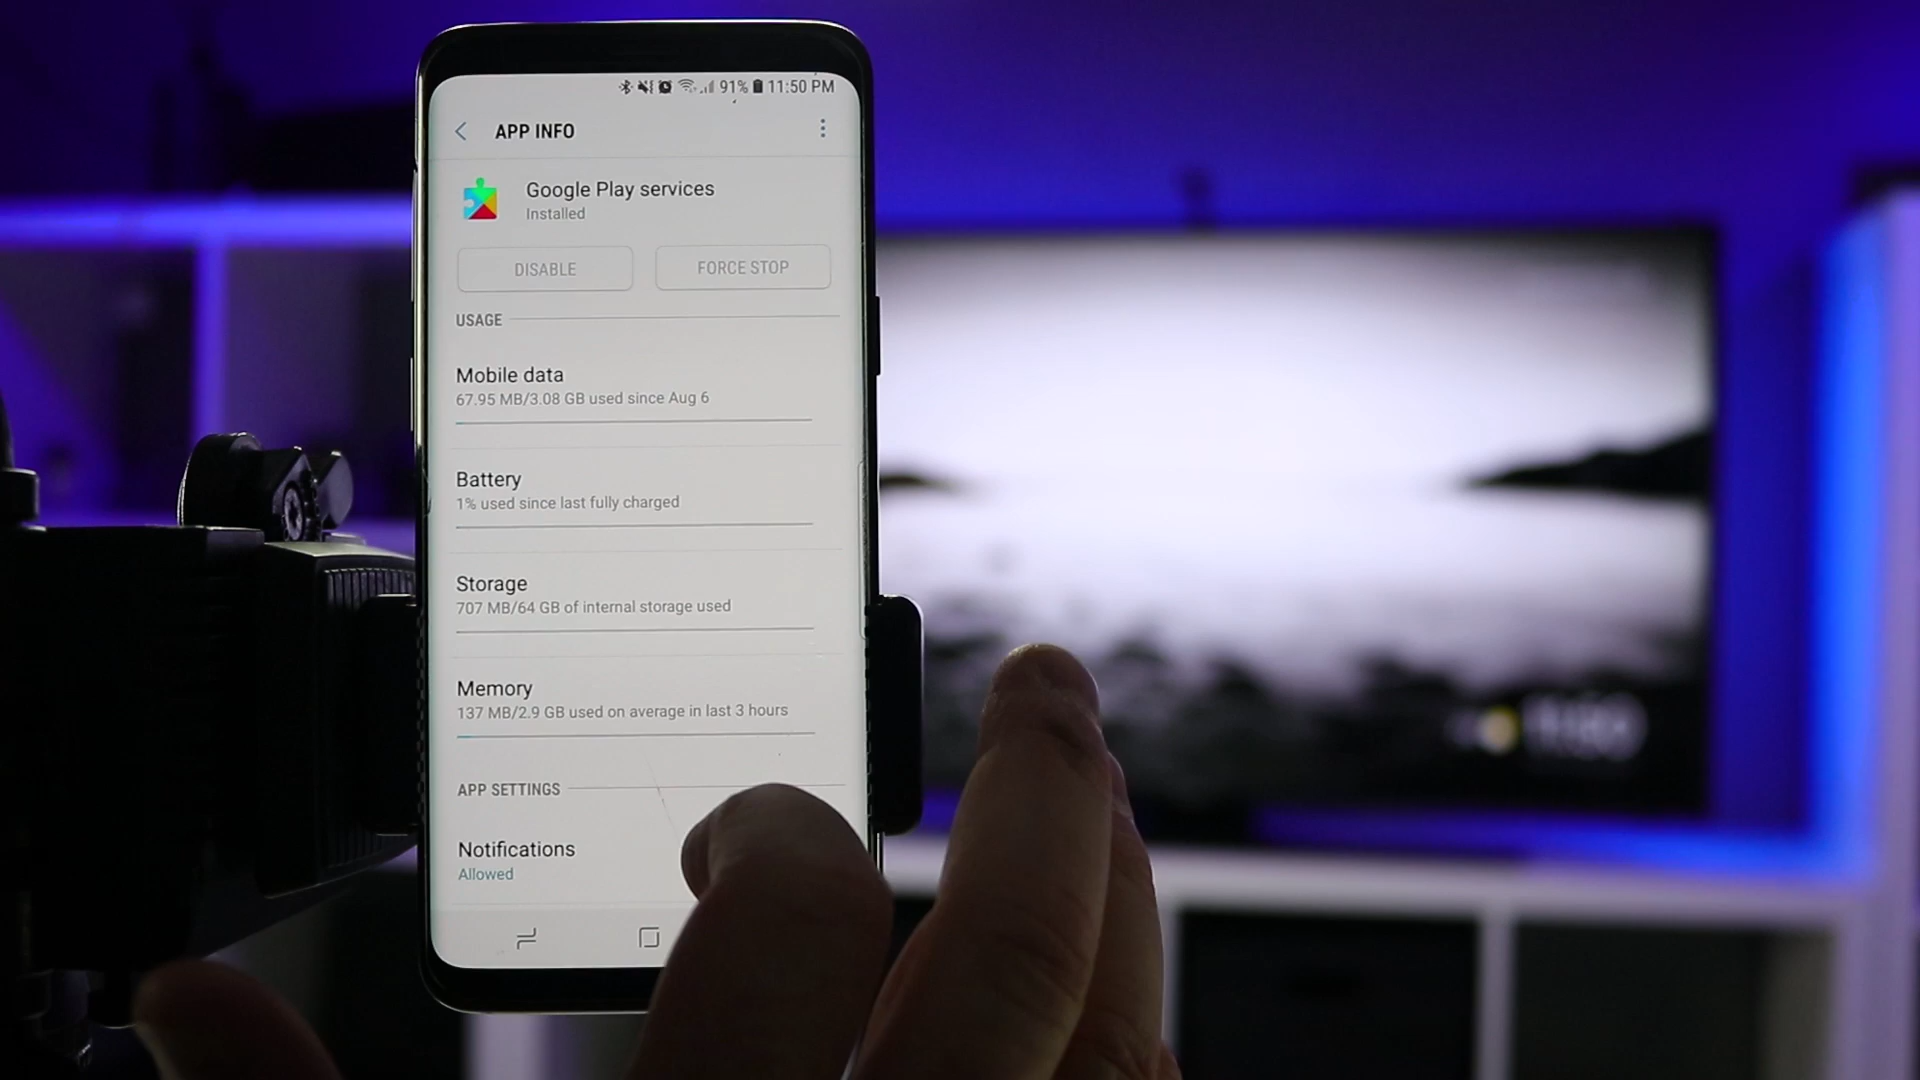 91% 11:50 PM
APP INFO
Google Play services
Installed
DISABLE
FORCE STOP
USAGE
Mobile data
67.95 MB/3.08 GB used since Aug 6
Battery
1% used since last fully charged
Storage
707 MB/64 GB of internal storage used
Memory
137 MB/2.9 GB used on average in last 3 hours
APP SETTINGS
Notifications
Allowed